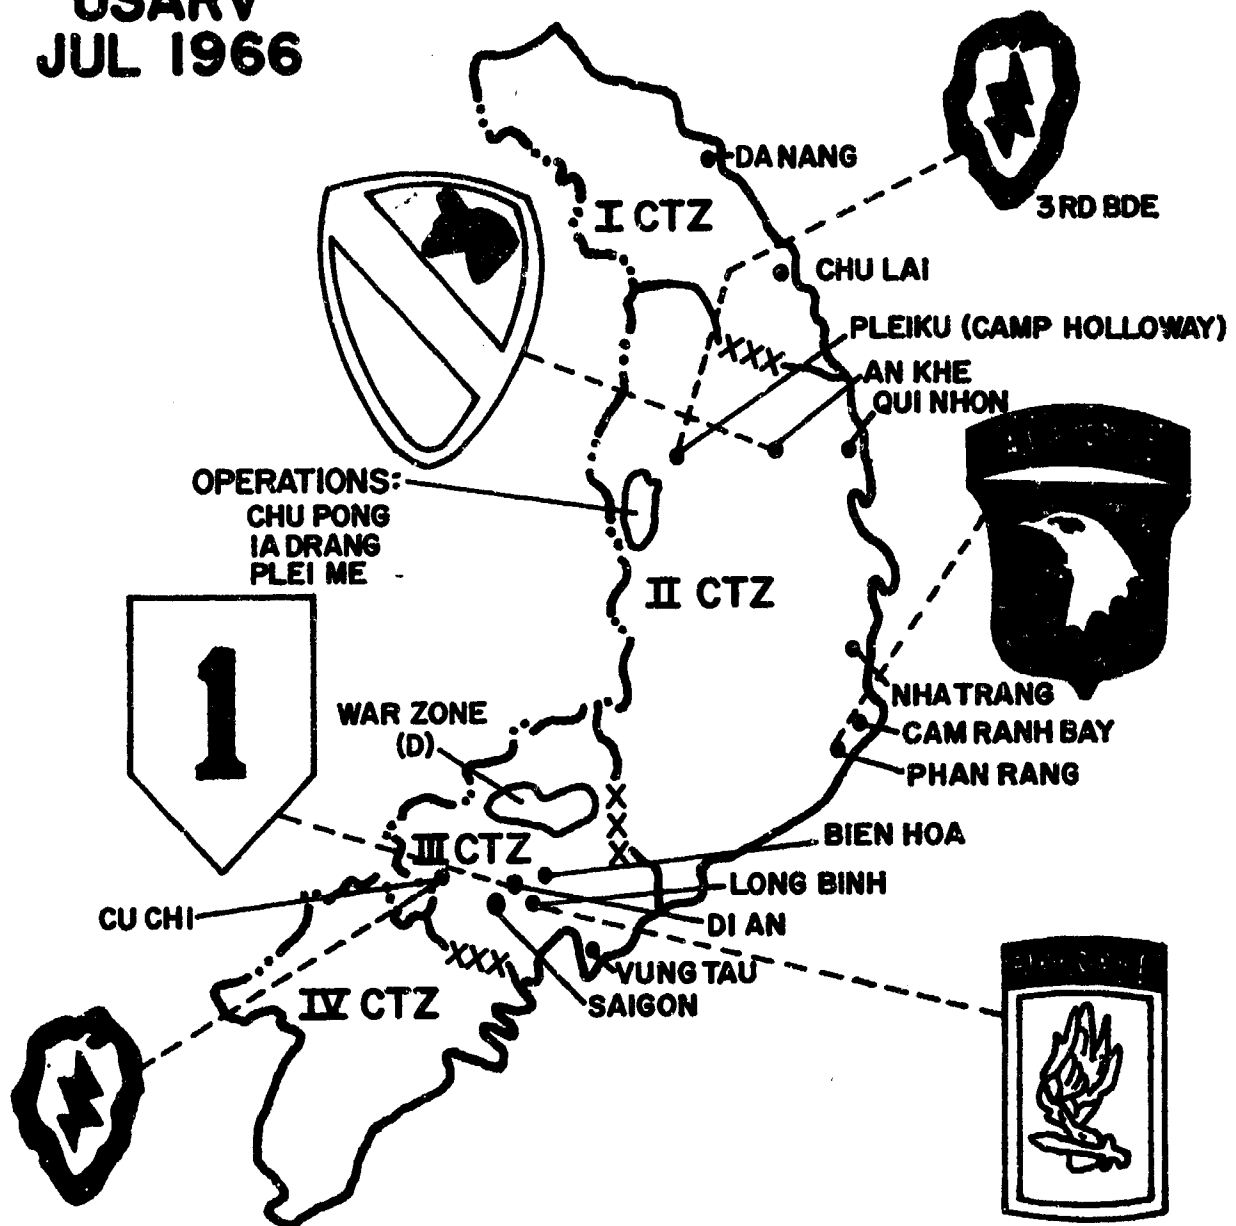 USARV
JUL 1966
3RD BDE
DA NANG
I CTZ
CHU LAI
PLEIKU (CAMP HOLLOWAY)
XXX
AN KHE
QUI NHON
OPERATIONS:
CHU PONG
IA DRANG
PLEI ME
II CTZ
1
NHA TRANG
WAR ZONE
(D)
CAM RANH BAY
PHAN RANG
X
X
X
BIEN HOA
III CTZ
LONG BINH
CU CHI
DI AN
XXX
VUNG TAU
IV CTZ
SAIGON